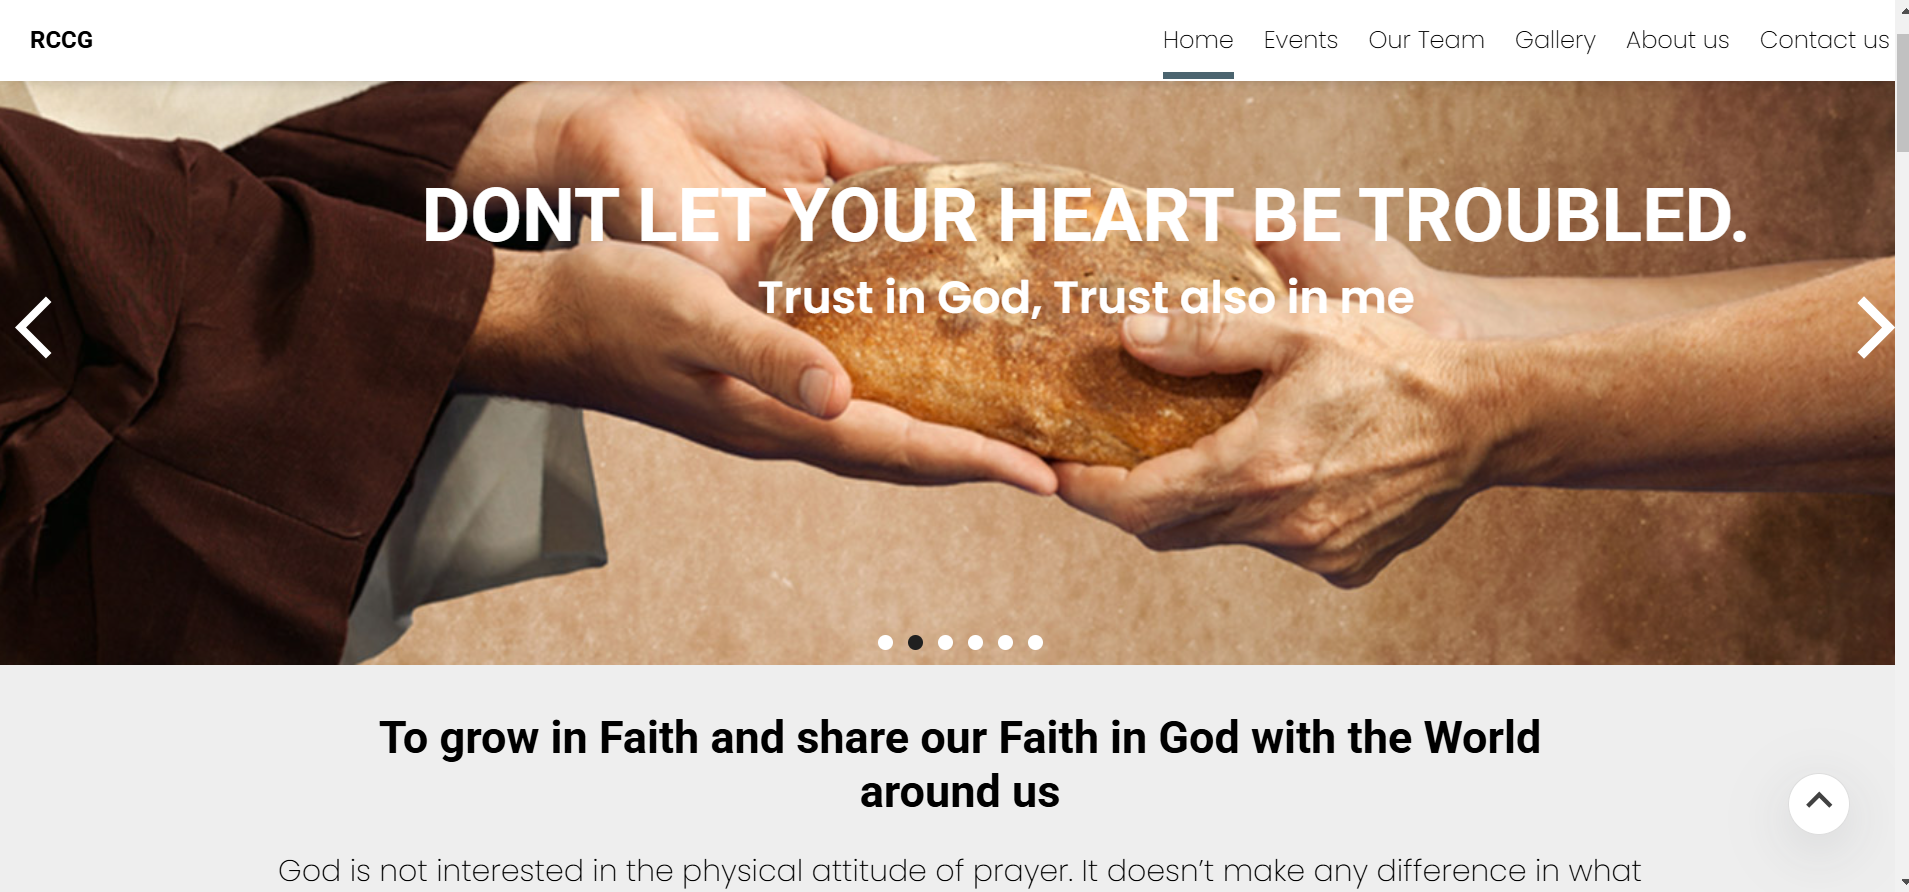 RCCG
Home Events Our Team Gallery About us Contact us
DONT LET YOUR HEART BE TROUBLED.
Trust in God, Trust also in me
To grow in Faith and share our Faith in God with the World
around us
God is not interested in the physical attitude of prayer. It doesn’t make any difference in what